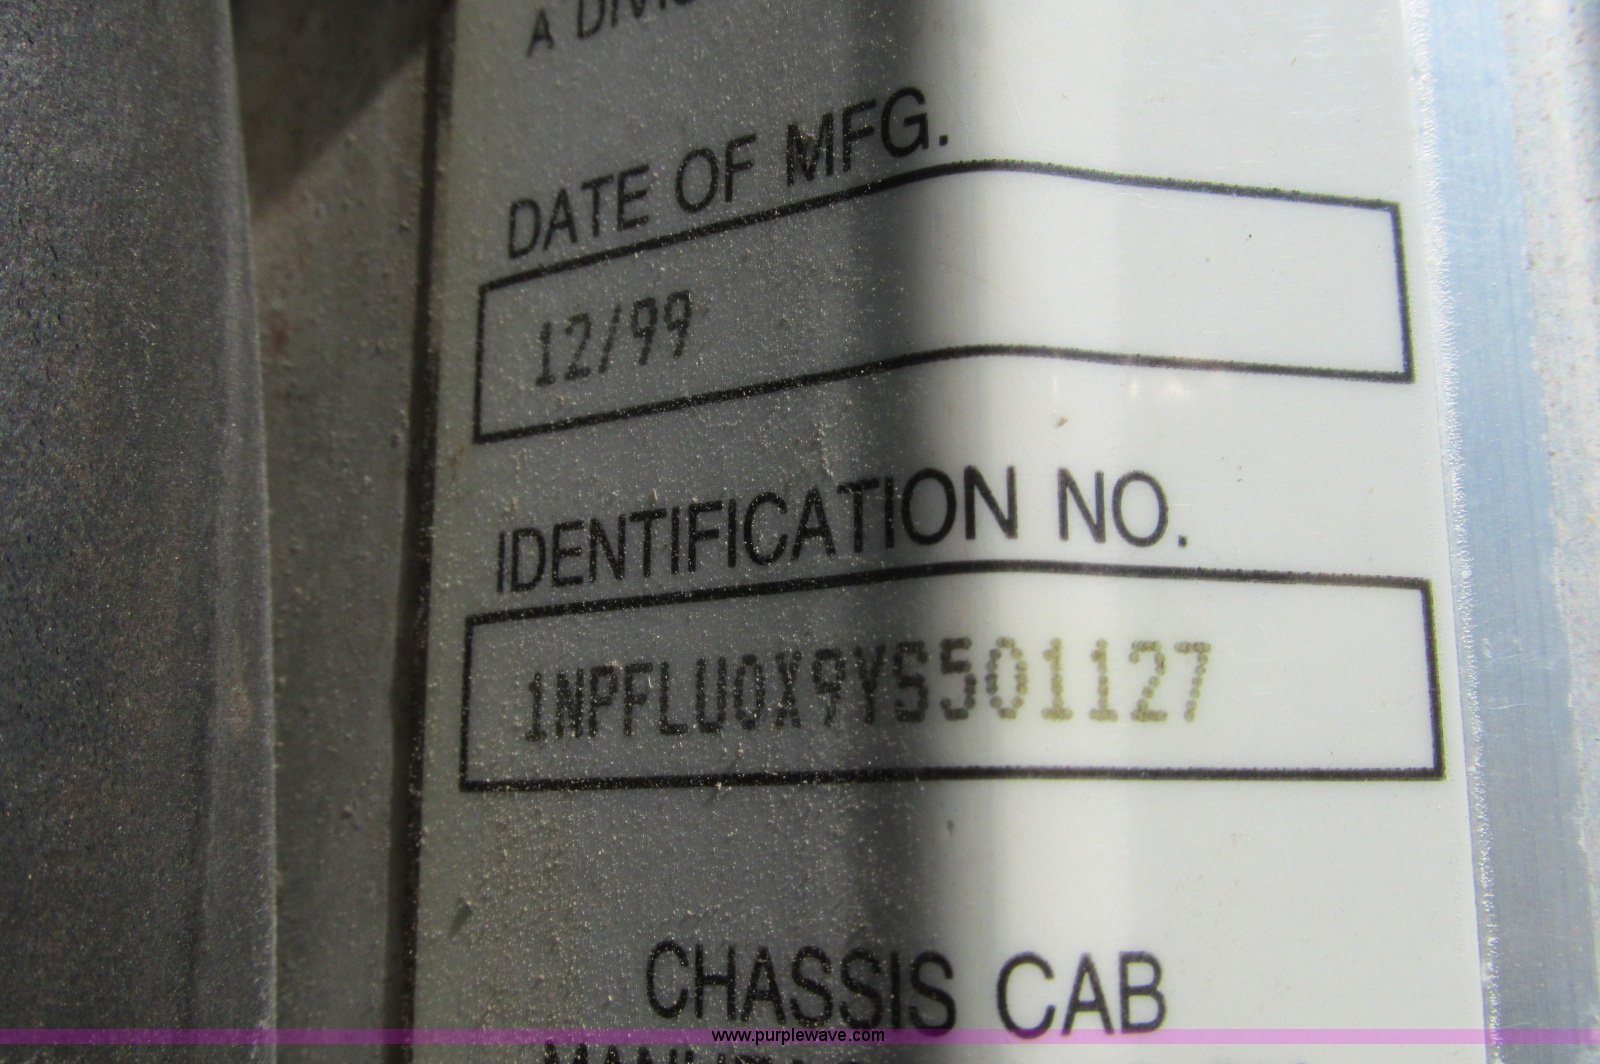 A
DATE OF MFG.
12/99
IDENTIFICATION NO.
1NPFLU0X9YS501127
CHASSIS CAB
www.purplewave.com